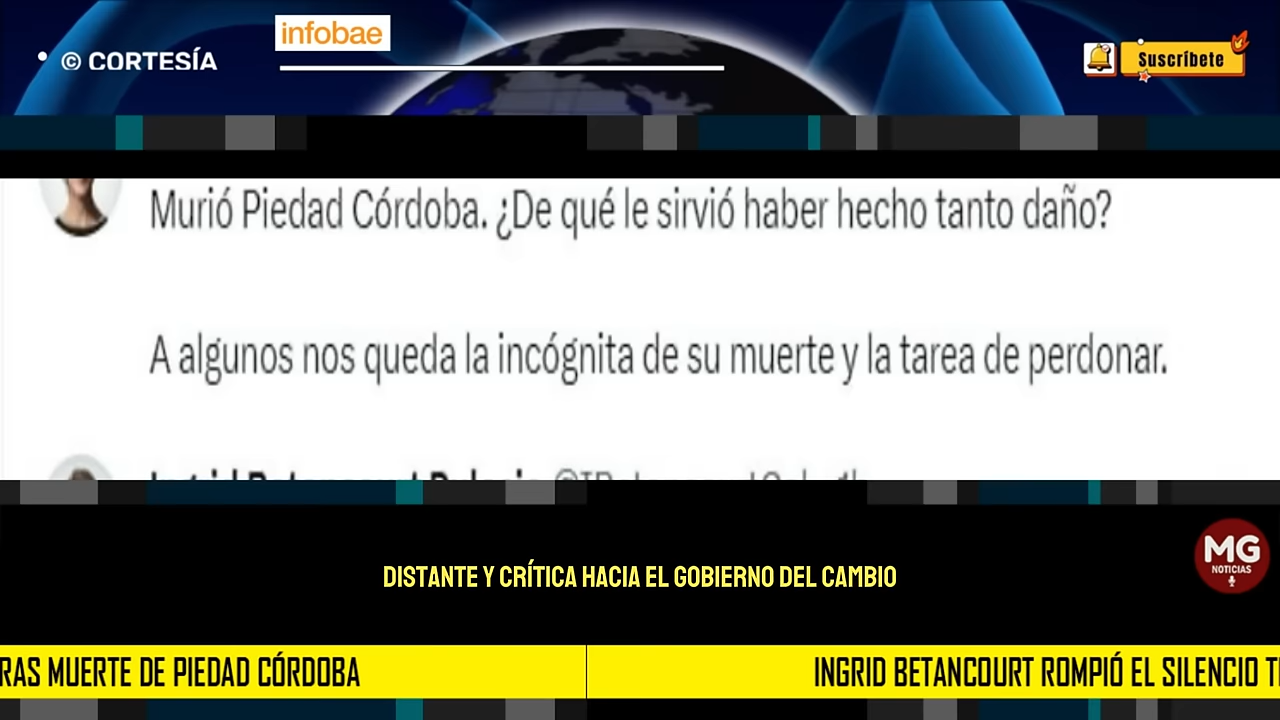 infobae
© CORTESÍA
Suscríbete
Murió Piedad Córdoba. ¿De qué le sirvió haber hecho tanto daño?
A algunos nos queda la incógnita de su muerte y la tarea de perdonar.
MG
NOTICIAS
DISTANTE Y CRÍTICA HACIA EL GOBIERNO DEL CAMBIO
RAS MUERTE DE PIEDAD CÓRDOBA
INGRID BETANCOURT ROMPIÓ EL SILENCIO T